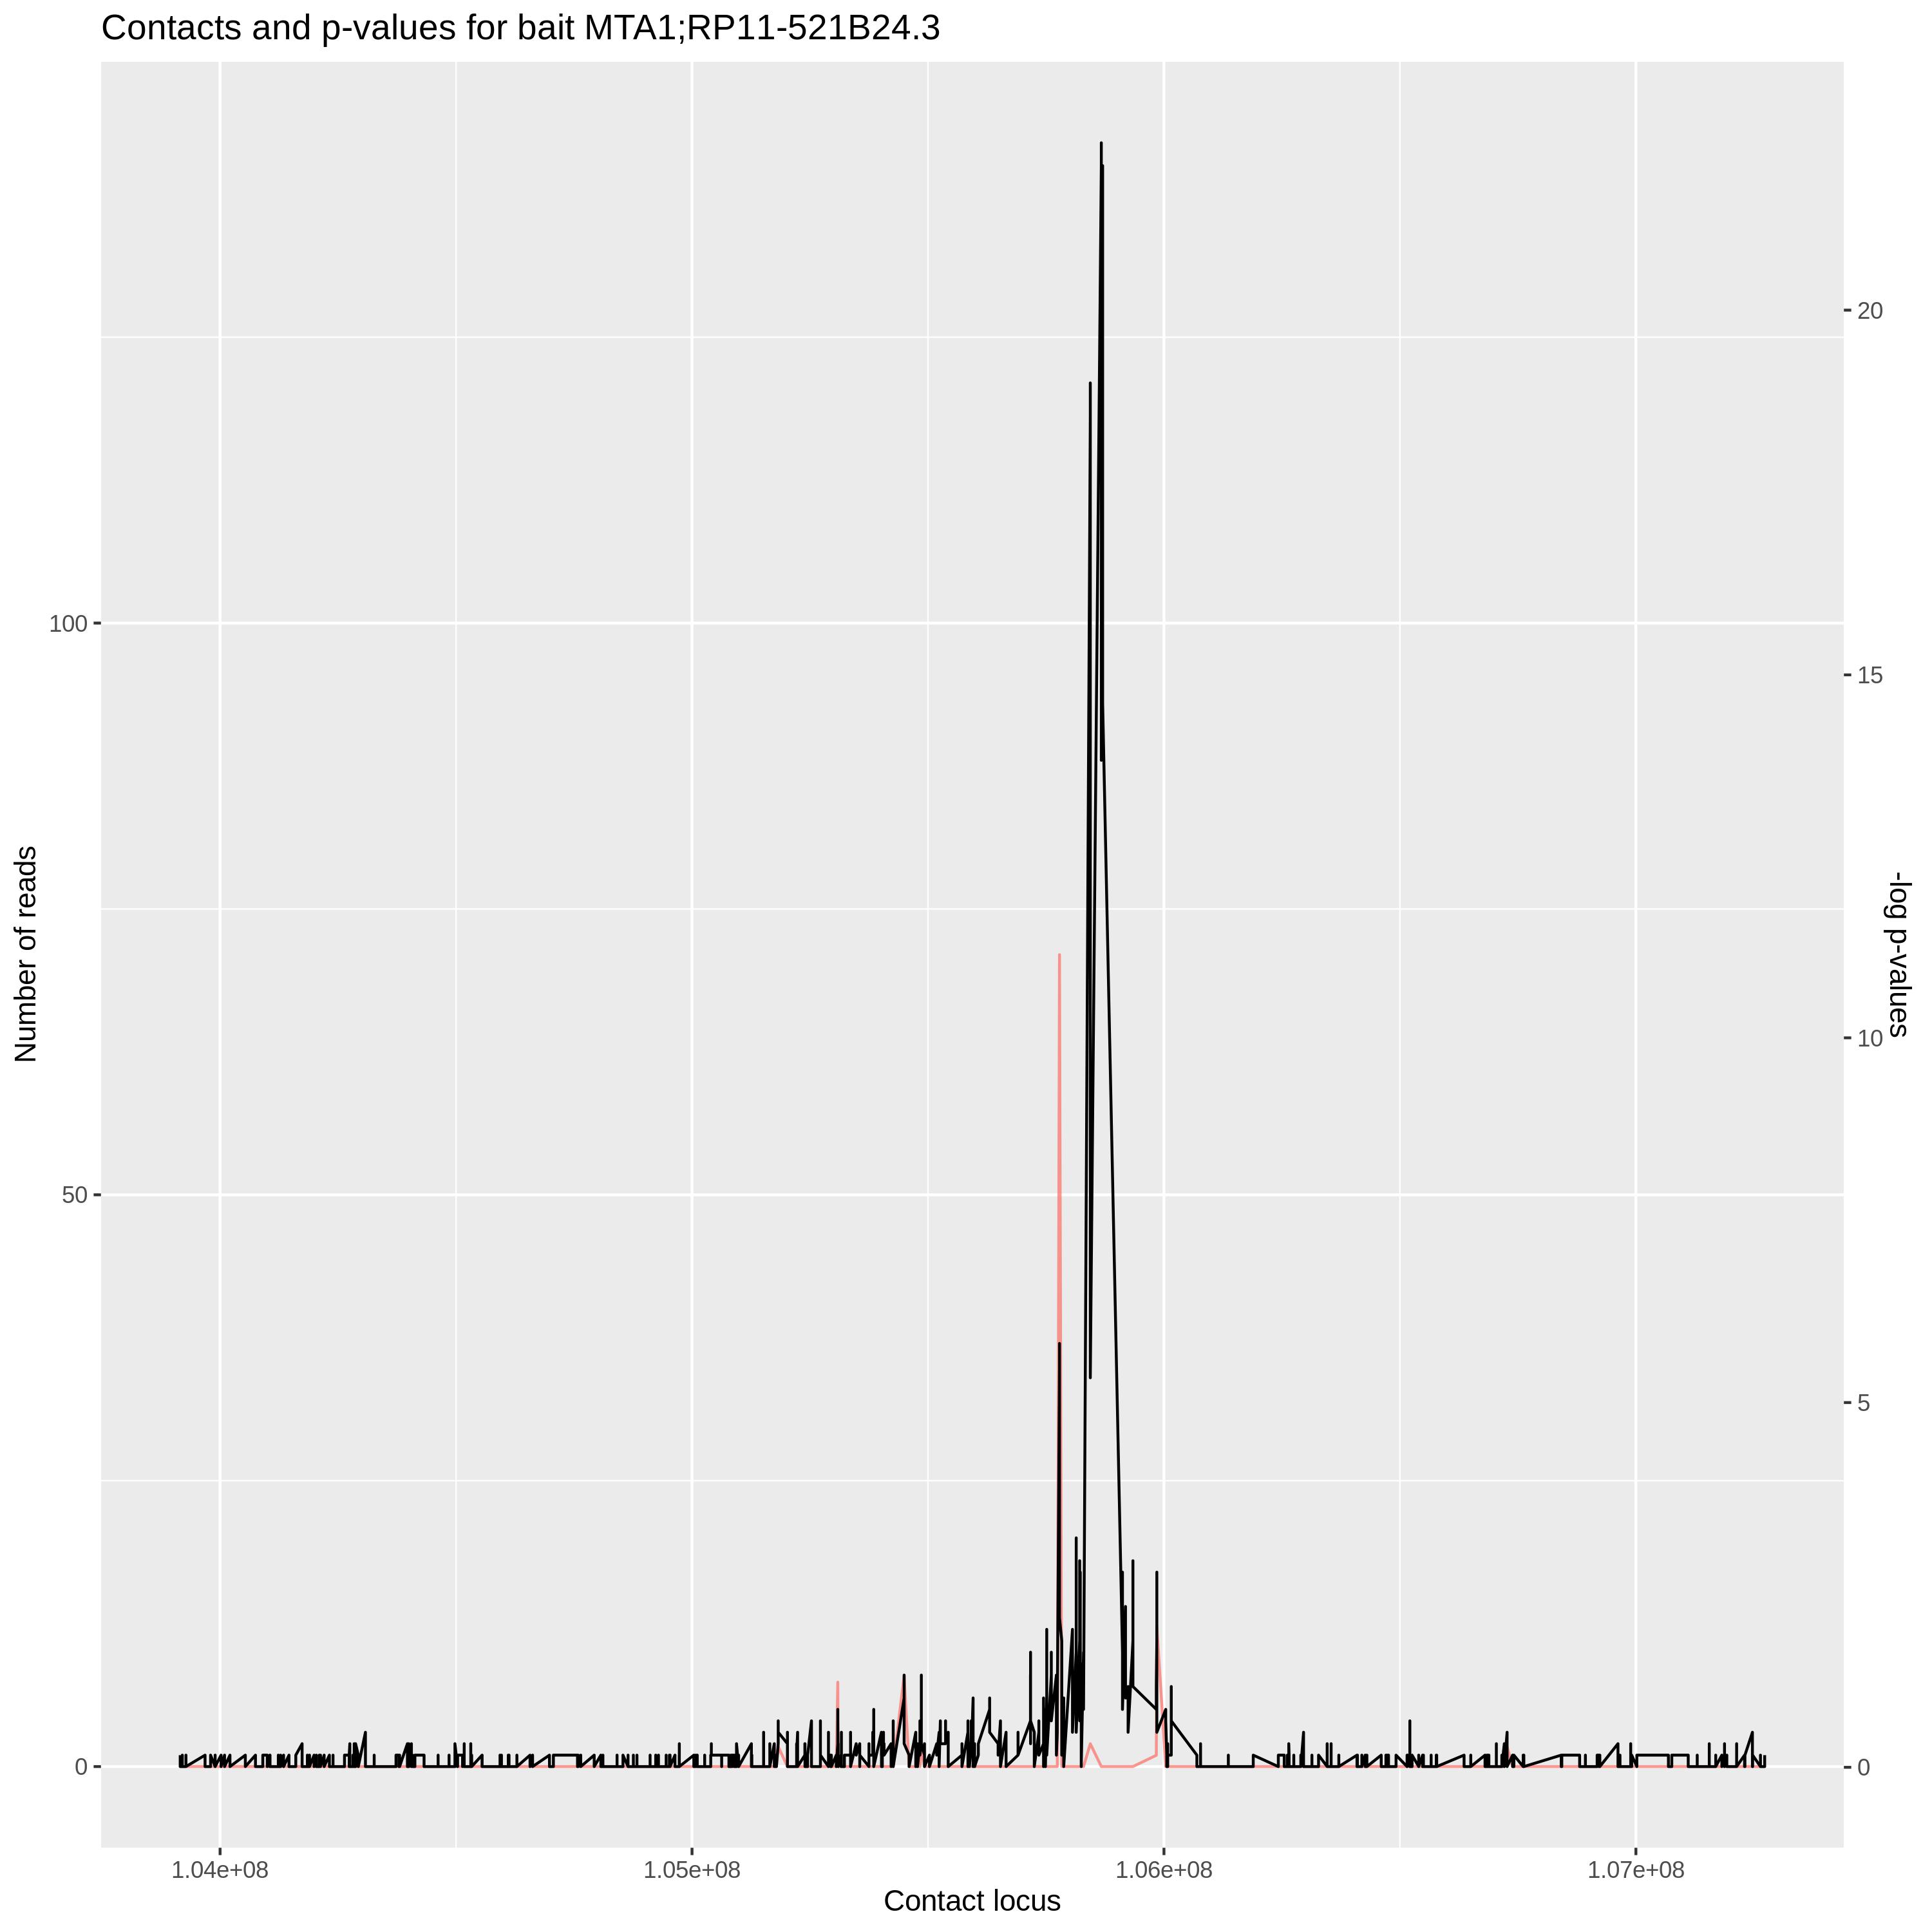 Contacts and p-values for bait MTA1;RP11-521B24.3
Number of reads
100
50
0
20
15
10
5
0
-log p-values
1.04e+08
1.05e+08
1.06e+08
1.07e+08
Contact locus